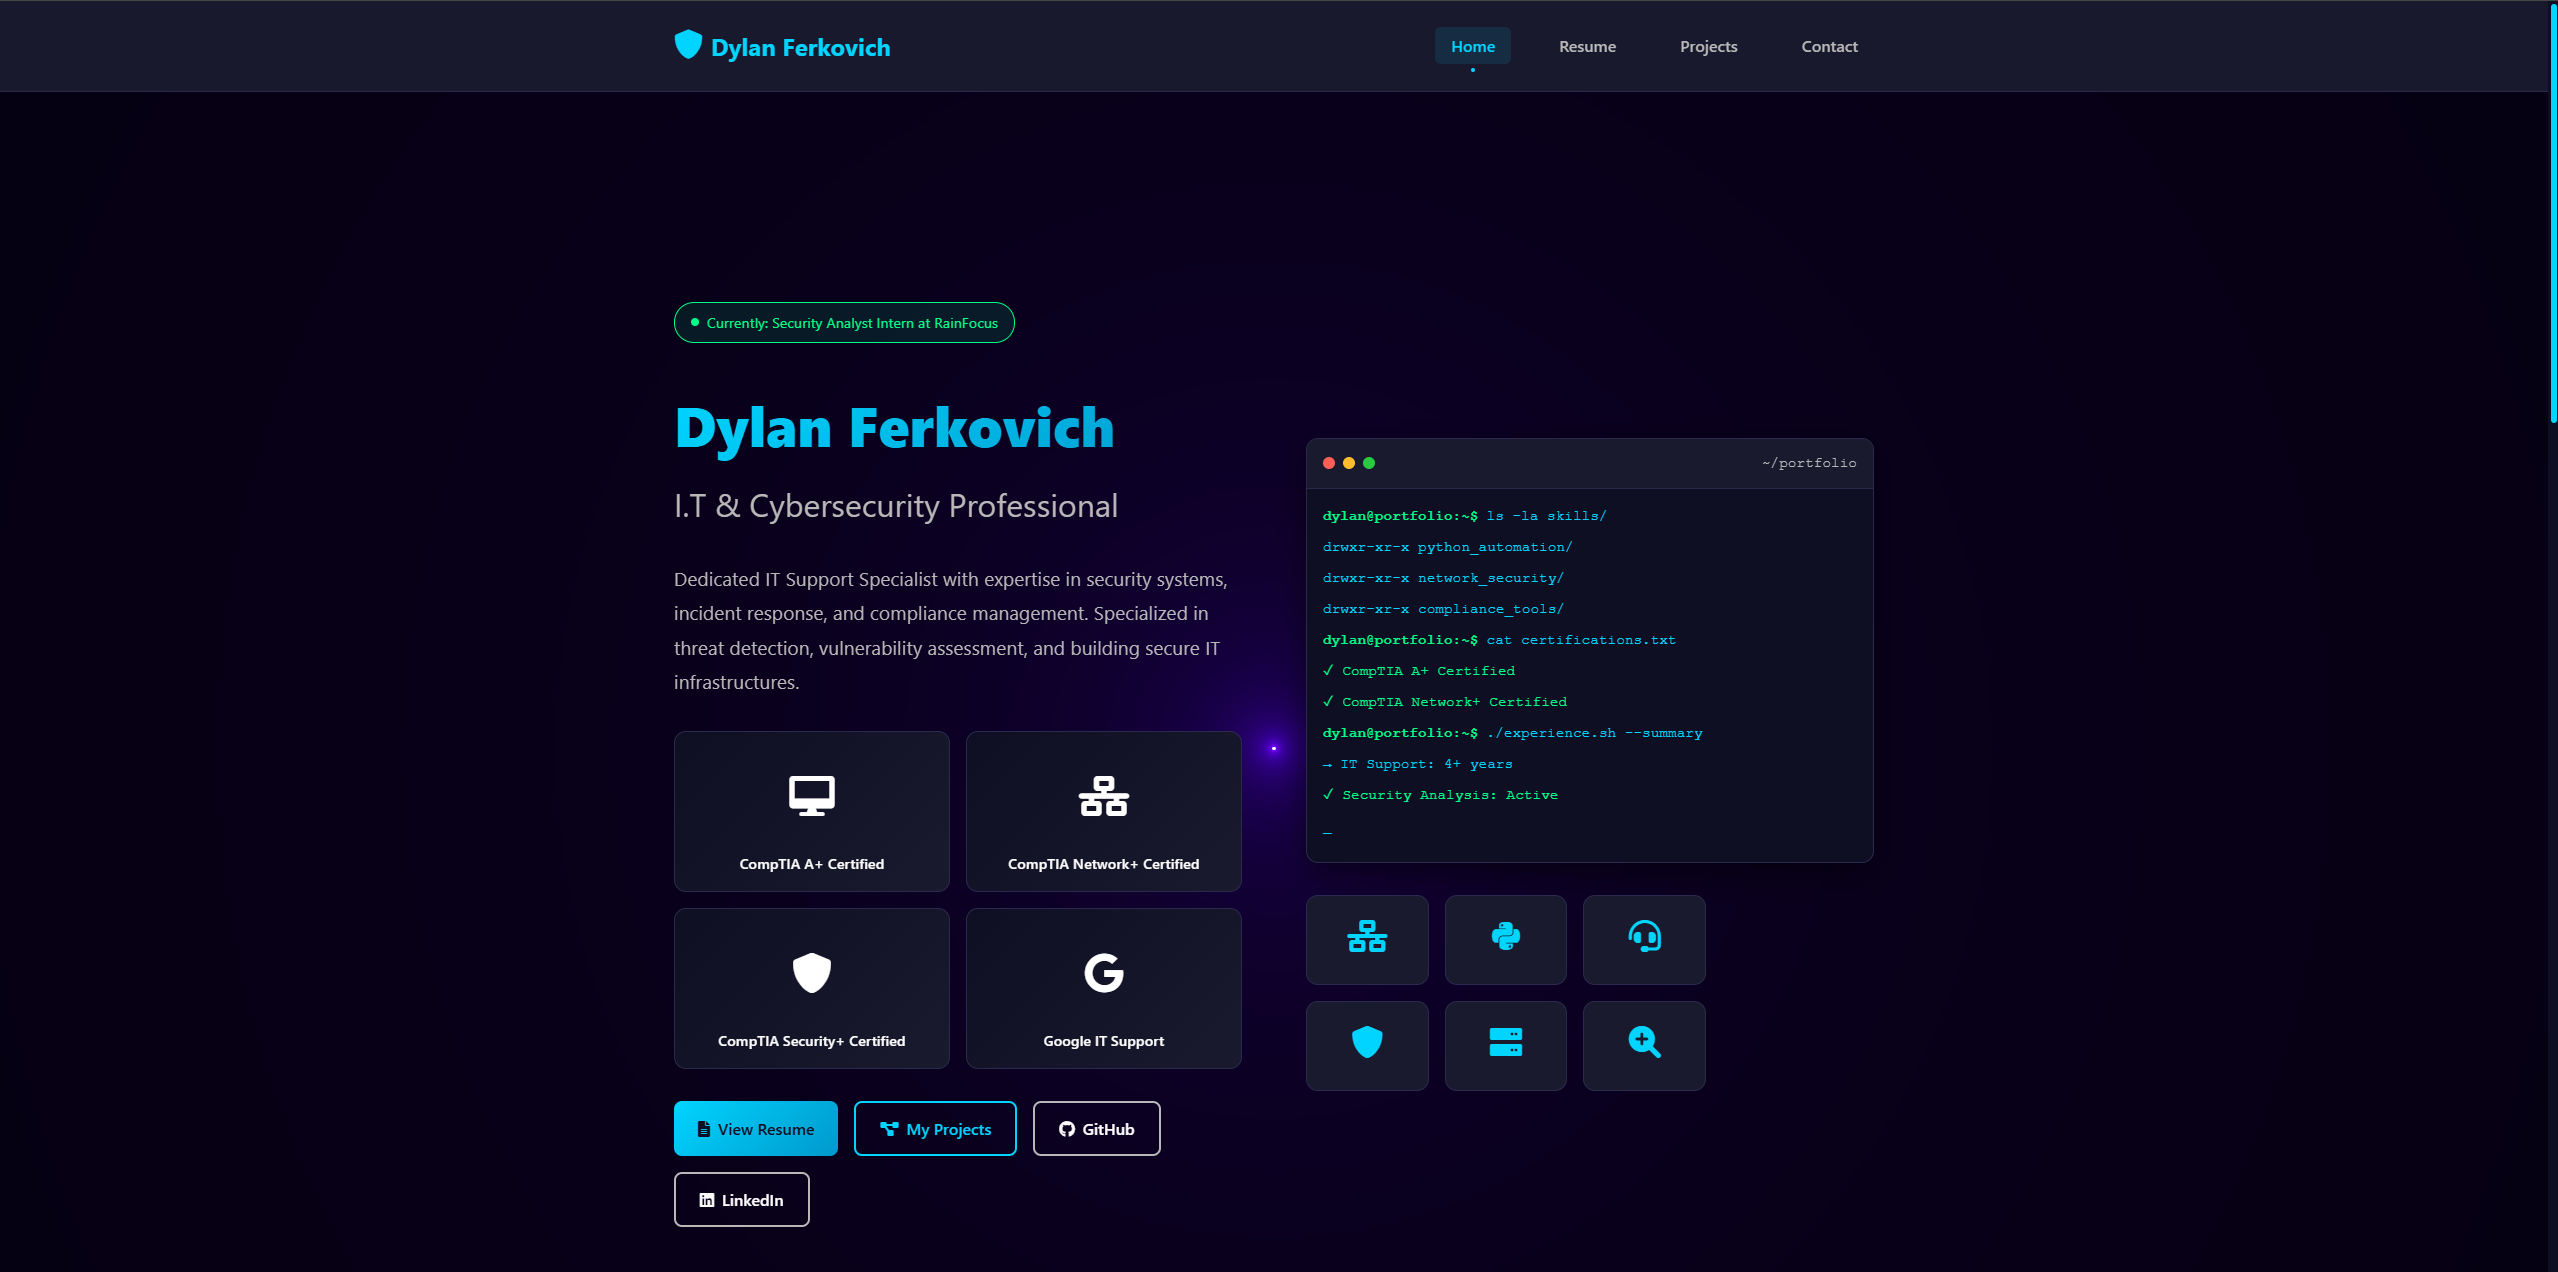 Dylan Ferkovich
Home
Resume
Projects
Contact
Currently: Security Analyst Intern at RainFocus
Dylan Ferkovich
I.T & Cybersecurity Professional
Dedicated IT Support Specialist with expertise in security systems,
incident response, and compliance management. Specialized in
threat detection, vulnerability assessment, and building secure IT
infrastructures.
CompTIA A+ Certified
CompTIA Network+ Certified
CompTIA Security+ Certified
Google IT Support
View Resume
My Projects
GitHub
LinkedIn
~/portfolio
dylan@portfolio:~$ ls -la skills/
drwxr-xr-x python_automation/
drwxr-xr-x network_security/
drwxr-xr-x compliance_tools/
dylan@portfolio:~$ cat certifications.txt
✓ CompTIA A+ Certified
✓ CompTIA Network+ Certified
dylan@portfolio:~$ ./experience.sh --summary
→ IT Support: 4+ years
✓ Security Analysis: Active
_